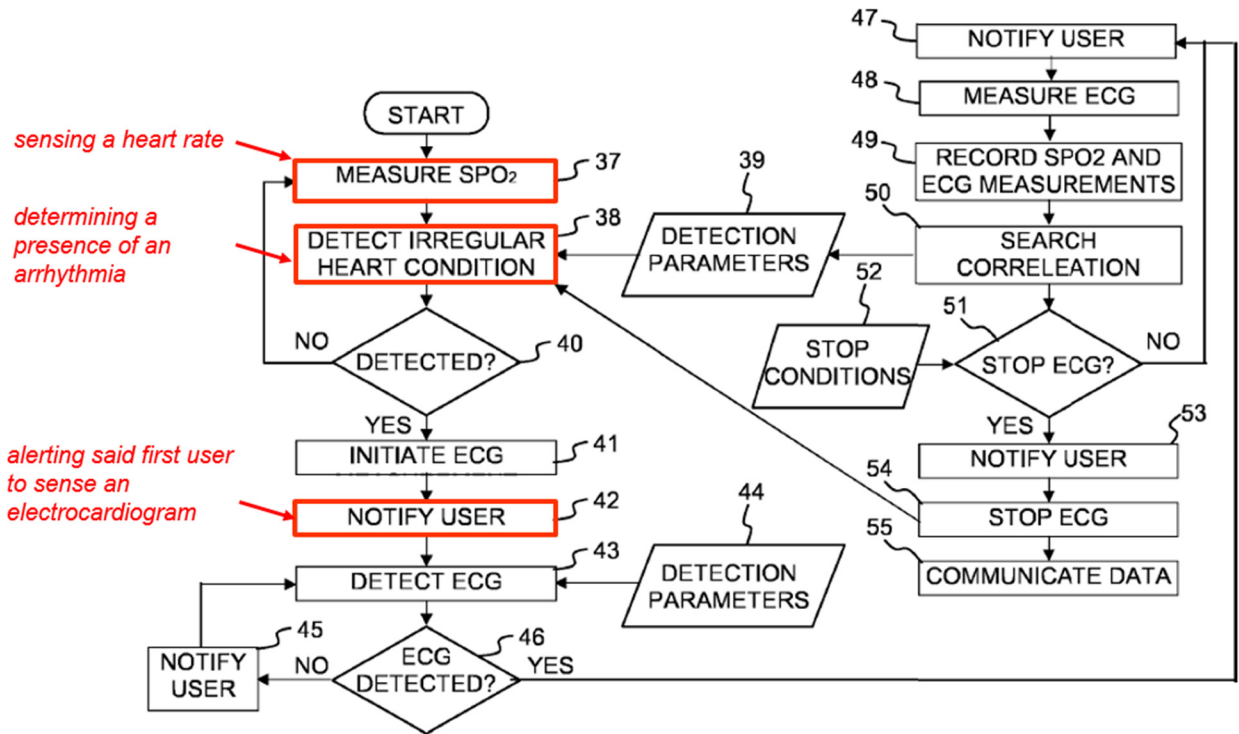 START
sensing a heart rate
MEASURE SPO₂
37
determining a
presence of an
arrhythmia
DETECT IRREGULAR
HEART CONDITION
38
39
DETECTION
PARAMETERS
DETECTED?
40
NO
YES
INITIATE ECG
41
alerting said first user
to sense an
electrocardiogram
NOTIFY USER
42
DETECT ECG
43
44
DETECTION
PARAMETERS
45
NOTIFY
USER
NO
ECG
DETECTED?
46
YES
47
NOTIFY USER
48
MEASURE ECG
49
RECORD SPO2 AND
ECG MEASUREMENTS
50
SEARCH
CORRELEATION
52
STOP
CONDITIONS
51
STOP ECG?
NO
YES
53
NOTIFY USER
54
STOP ECG
55
COMMUNICATE DATA